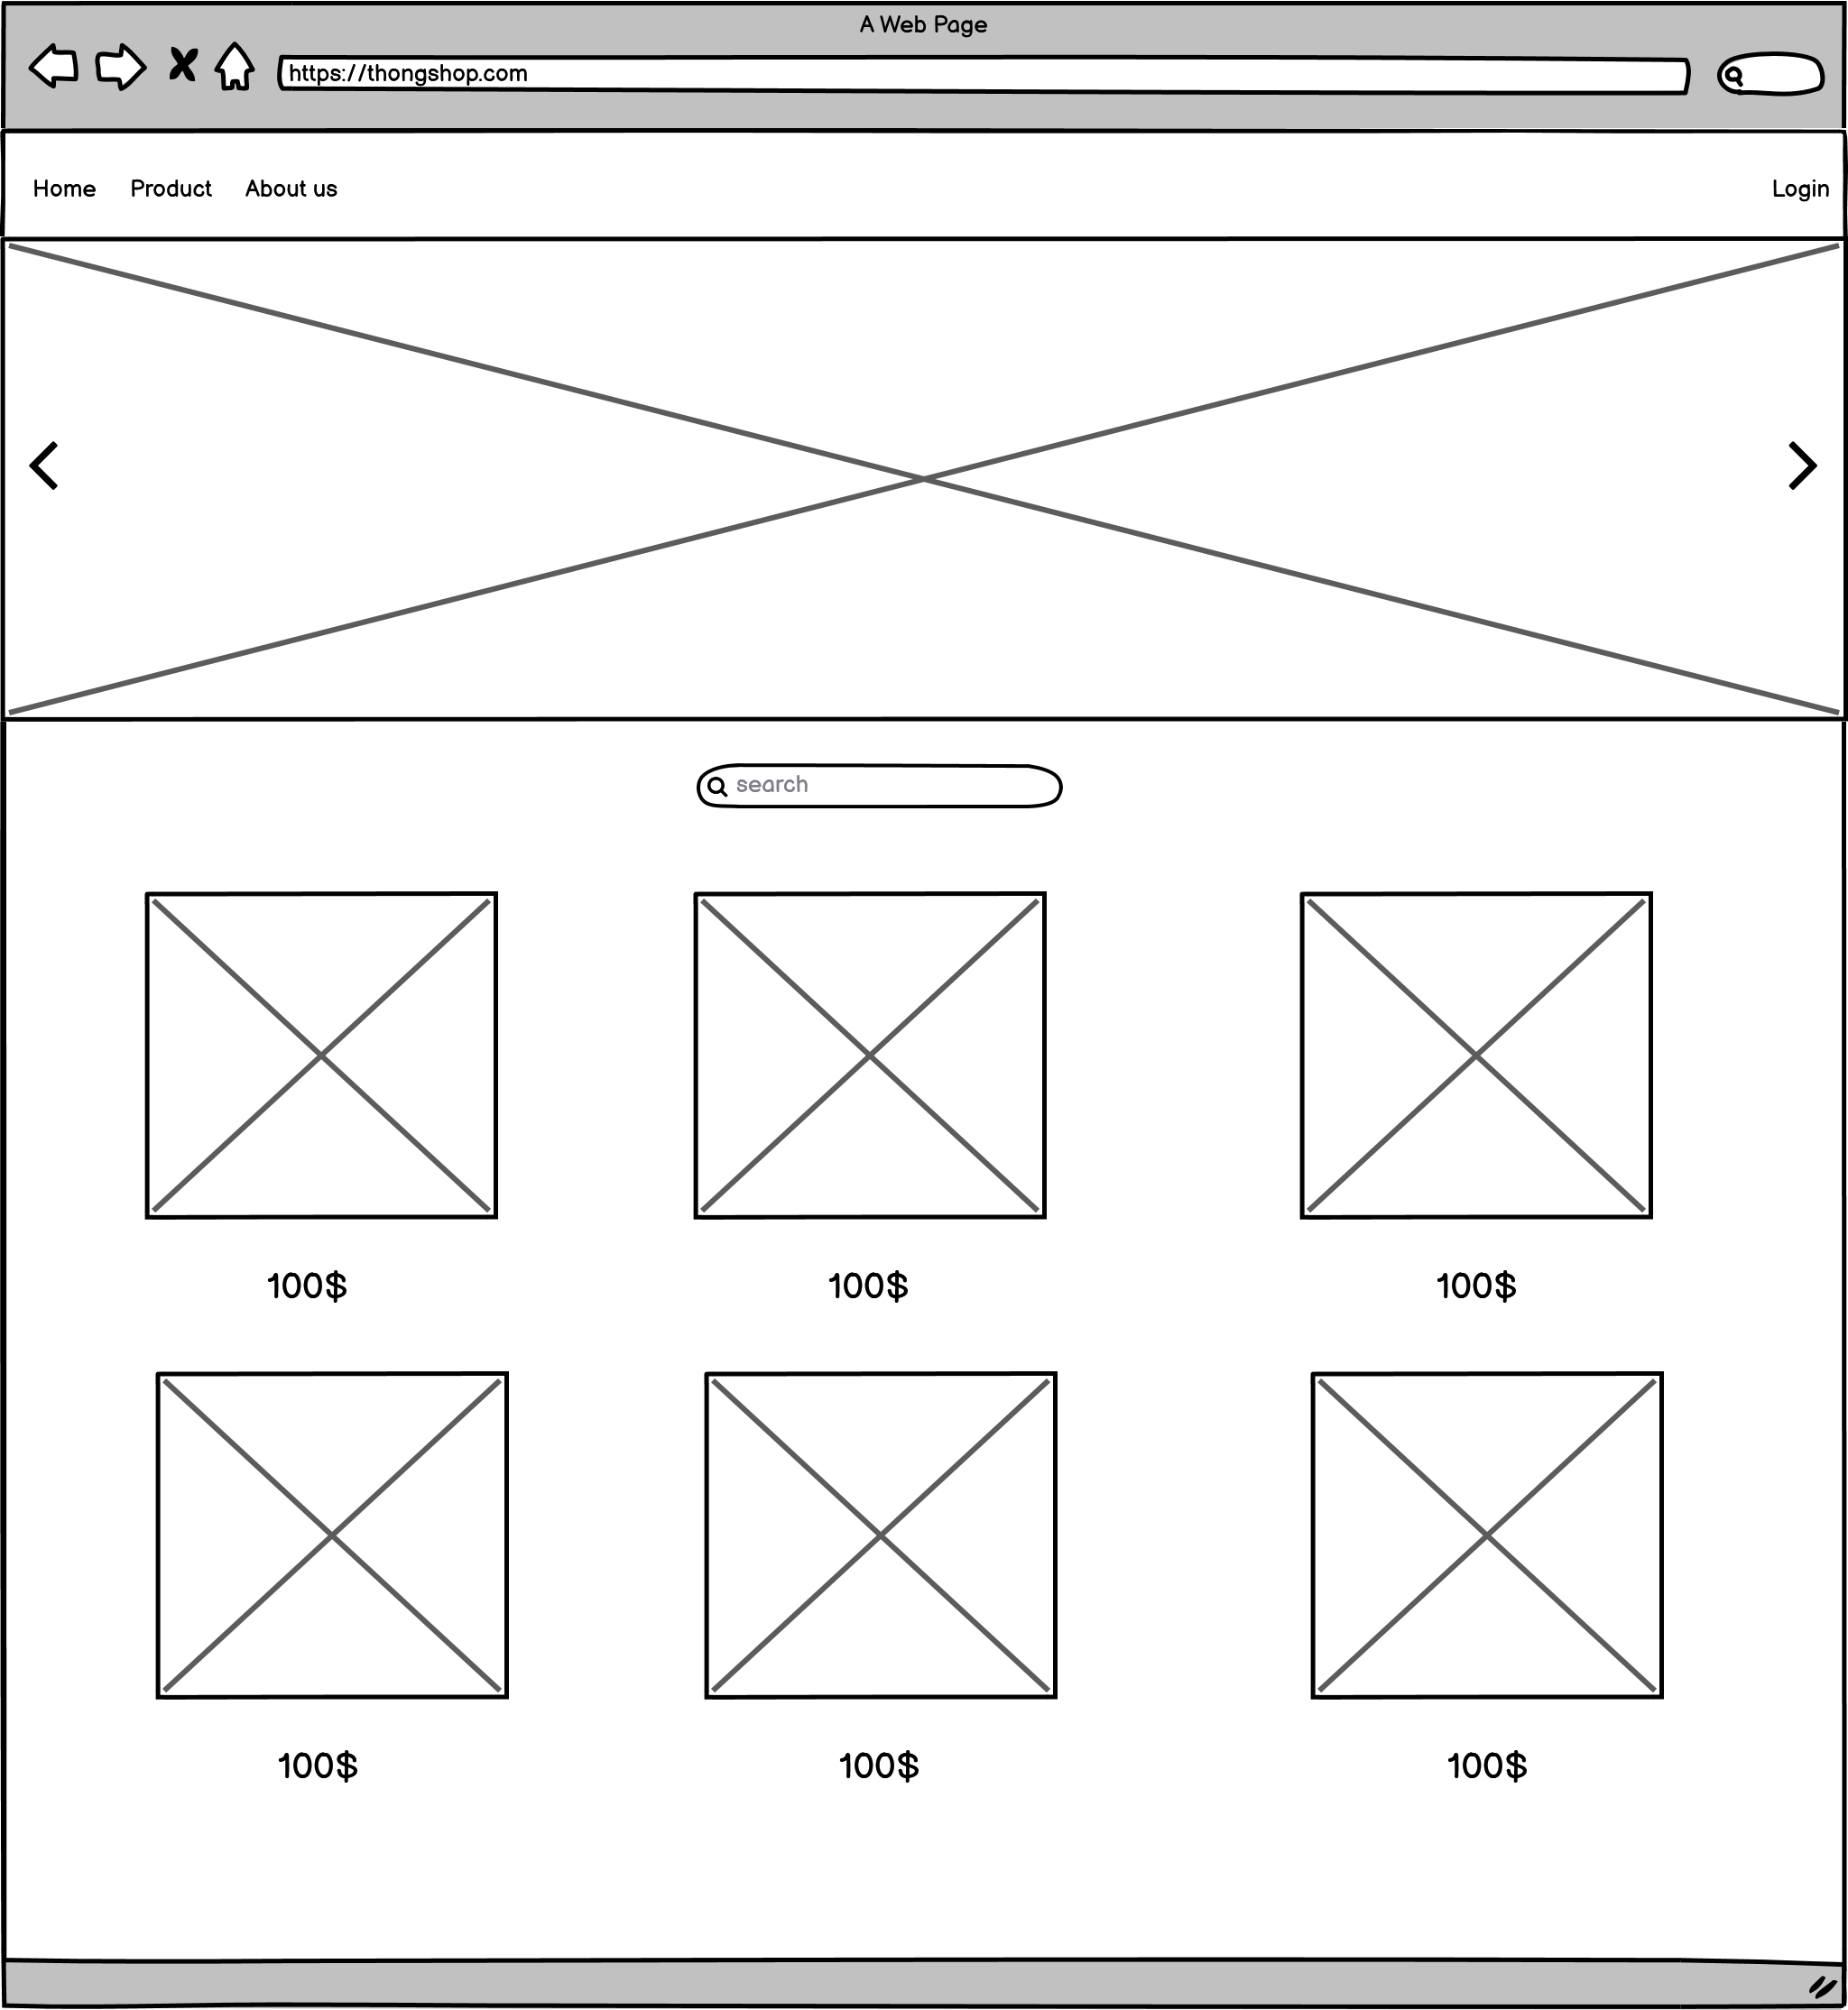 A Web Page
https://thongshop.com
Home Product About us Login
search
100$ 100$ 100$
100$ 100$ 100$